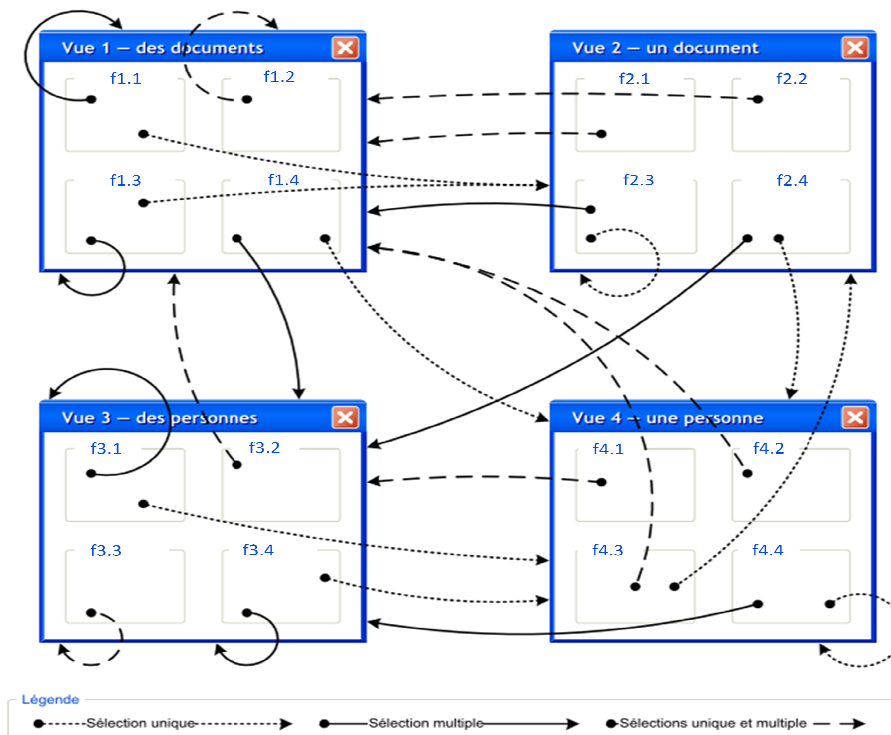 Vue 1 – des documents
f1.1
f1.2
f1.3
f1.4
Vue 2 – un document
f2.1
f2.2
f2.3
f2.4
Vue 3 – des personnes
f3.1
f3.2
f3.3
f3.4
Vue 4 – une personne
f4.1
f4.2
f4.3
f4.4
Légende
Sélection unique
Sélection multiple
Sélections unique et multiple